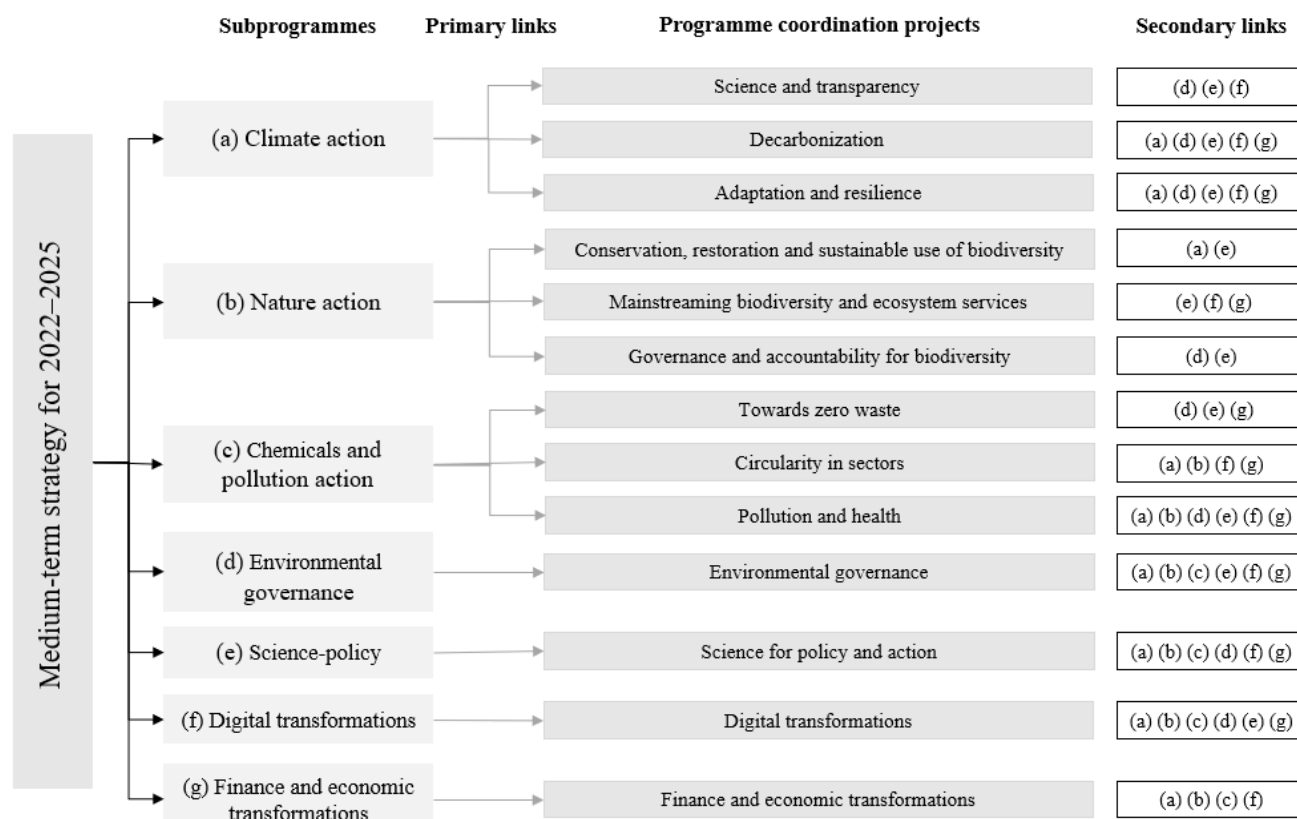 Subprogrammes Primary links Programme coordination projects Secondary links
Medium-term strategy for 2022–2025
(a) Climate action
Science and transparency (d) (e) (f)
Decarbonization (a) (d) (e) (f) (g)
Adaptation and resilience (a) (d) (e) (f) (g)
(b) Nature action
Conservation, restoration and sustainable use of biodiversity (a) (e)
Mainstreaming biodiversity and ecosystem services (e) (f) (g)
Governance and accountability for biodiversity (d) (e)
(c) Chemicals and
pollution action
Towards zero waste (d) (e) (g)
Circularity in sectors (a) (b) (f) (g)
Pollution and health (a) (b) (d) (e) (f) (g)
(d) Environmental
governance
Environmental governance (a) (b) (c) (e) (f) (g)
(e) Science-policy
Science for policy and action (a) (b) (c) (d) (f) (g)
(f) Digital transformations
Digital transformations (a) (b) (c) (d) (e) (g)
(g) Finance and economic
transformations
Finance and economic transformations (a) (b) (c) (f)